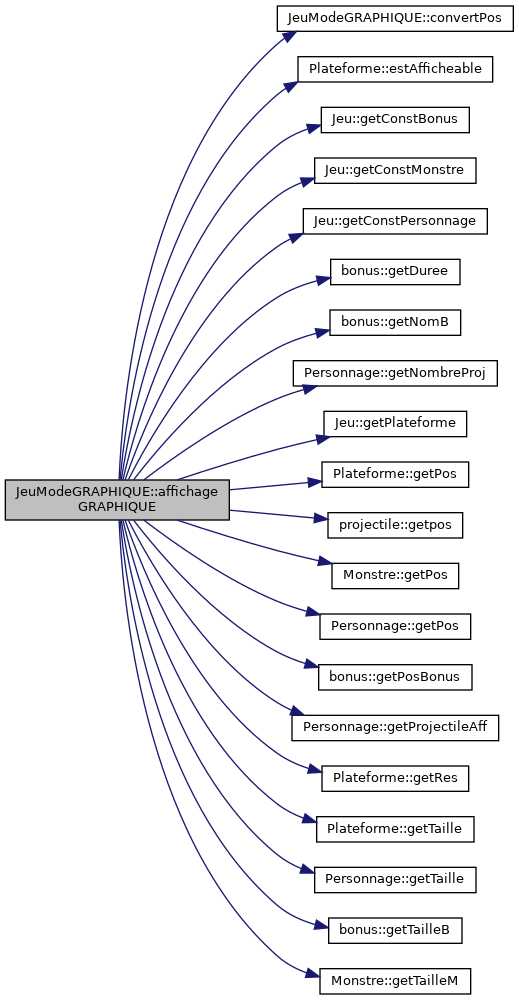 JeuModeGRAPHIQUE::convertPos
Plateforme::estAfficheable
Jeu::getConstBonus
Jeu::getConstMonstre
Jeu::getConstPersonnage
bonus::getDuree
bonus::getNomB
Personnage::getNombreProj
Jeu::getPlateforme
Plateforme::getPos
JeuModeGRAPHIQUE::affichage
GRAPHIQUE
projectile::getpos
Monstre::getPos
Personnage::getPos
bonus::getPosBonus
Personnage::getProjectileAff
Plateforme::getRes
Plateforme::getTaille
Personnage::getTaille
bonus::getTailleB
Monstre::getTailleM